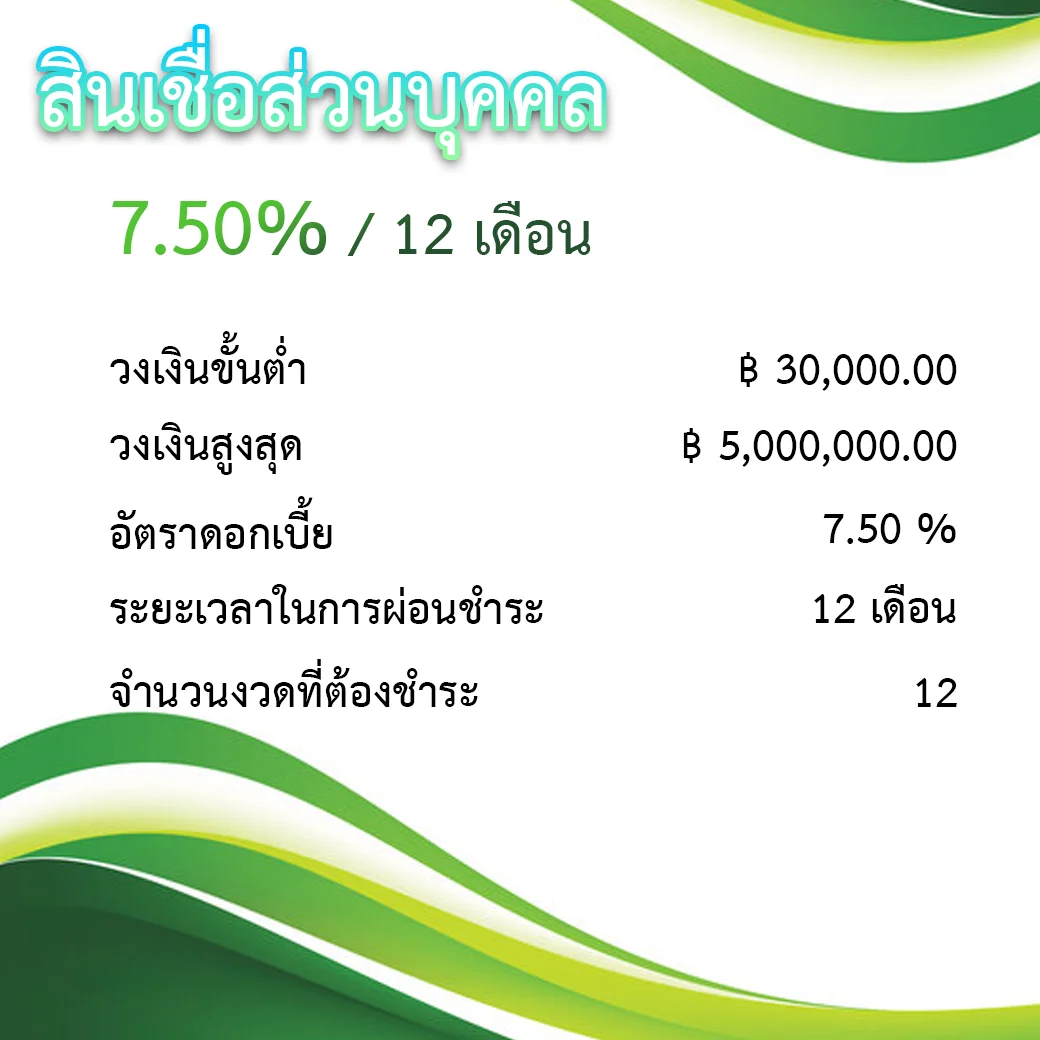 สินเชื่อส่วนบุคคล
7.50% / 12 เดือน
วงเงินขั้นต่ำ ฿ 30,000.00
วงเงินสูงสุด ฿ 5,000,000.00
อัตราดอกเบี้ย 7.50 %
ระยะเวลาในการผ่อนชำระ 12 เดือน
จำนวนงวดที่ต้องชำระ 12